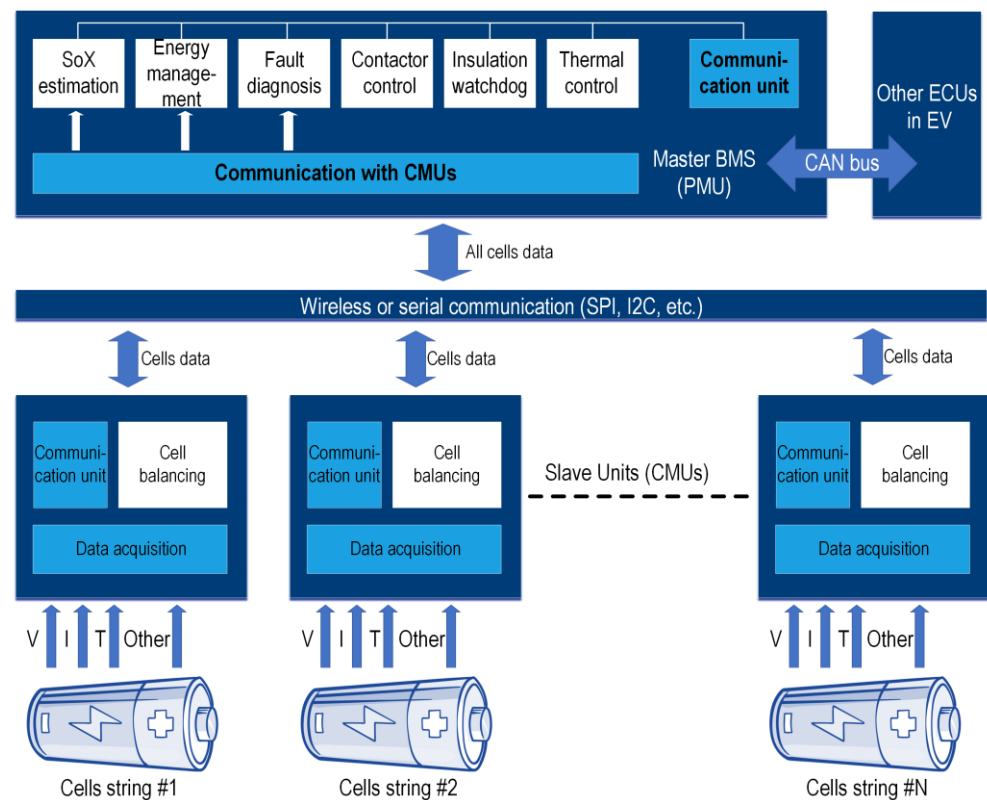 SoX
estimation
Energy
manage-
ment
Fault
diagnosis
Contactor
control
Insulation
watchdog
Thermal
control
Communi-
cation unit
Other ECUs
in EV
Communication with CMUs
Master BMS
(PMU)
CAN bus
All cells data
Wireless or serial communication (SPI, I2C, etc.)
Cells data
Cells data
Cells data
Communi-
cation unit
Cell
balancing
Data acquisition
Communi-
cation unit
Cell
balancing
Data acquisition
Slave Units (CMUs)
Communi-
cation unit
Cell
balancing
Data acquisition
V I T Other
V I T Other
V I T Other
Cells string #1
Cells string #2
Cells string #N